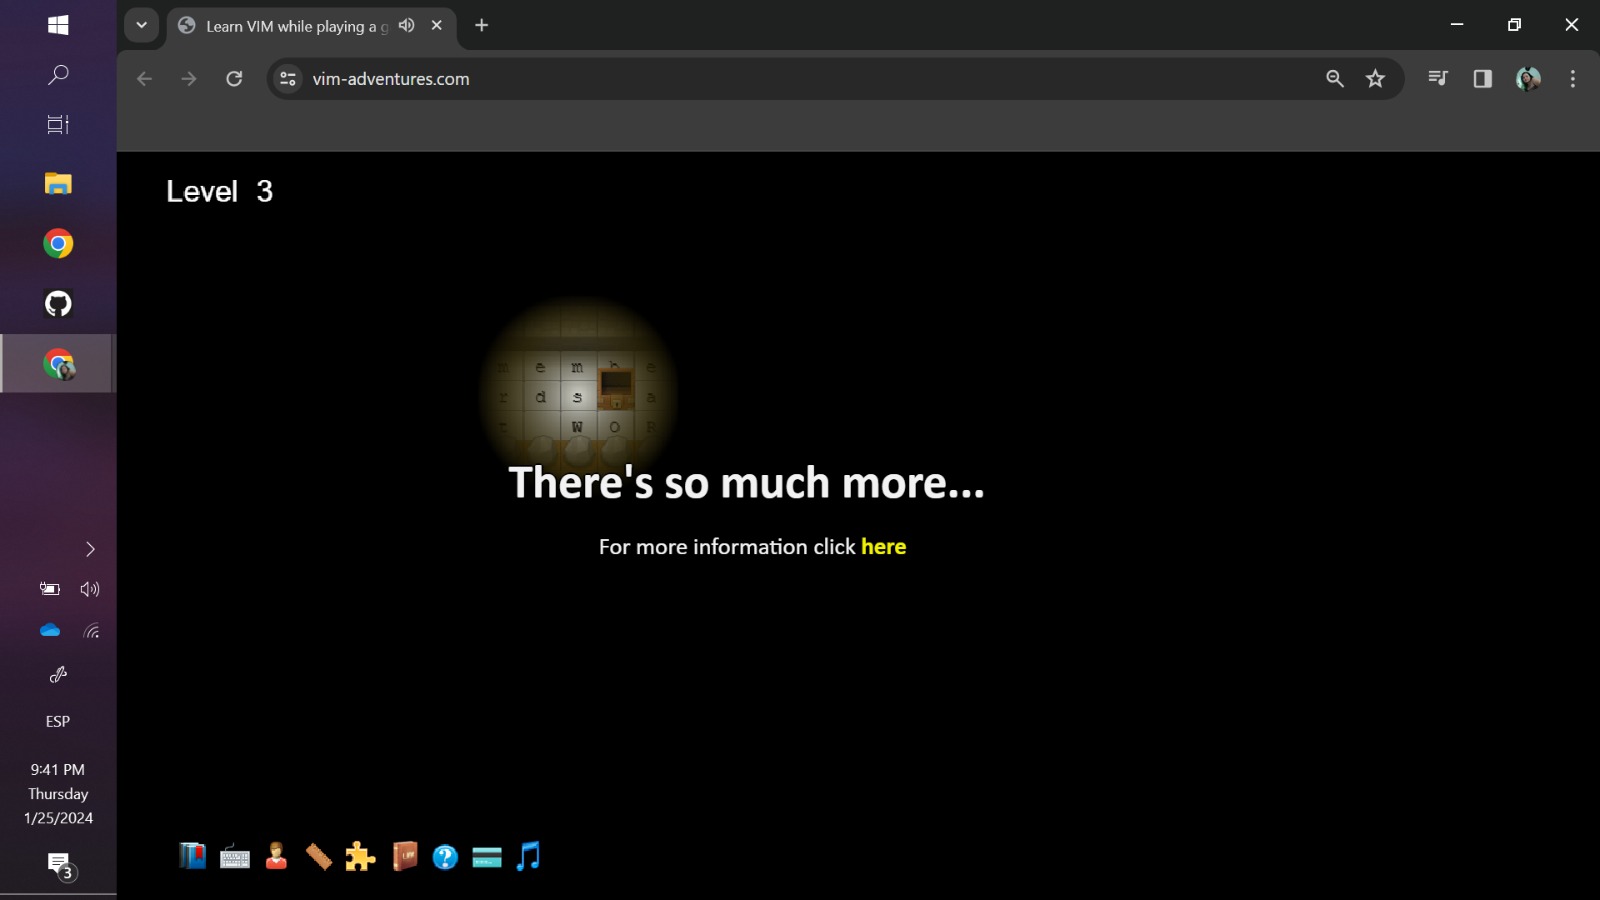 Learn VIM while playing a g
vim-adventures.com
Level 3
e m
r d s a
W O R
There's so much more...
For more information click here
ESP
9:41 PM
Thursday
1/25/2024
3